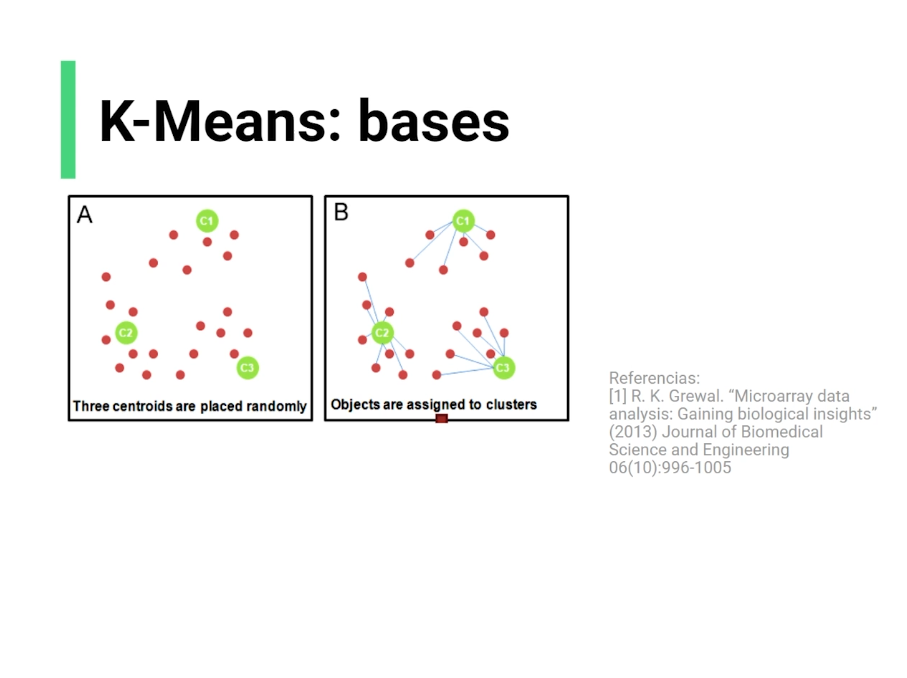 K-Means: bases
A
C1
C2
C3
Three centroids are placed randomly
B
C1
C2
C3
Objects are assigned to clusters
Referencias:
[1] R. K. Grewal. “Microarray data
analysis: Gaining biological insights”
(2013) Journal of Biomedical
Science and Engineering
06(10):996-1005